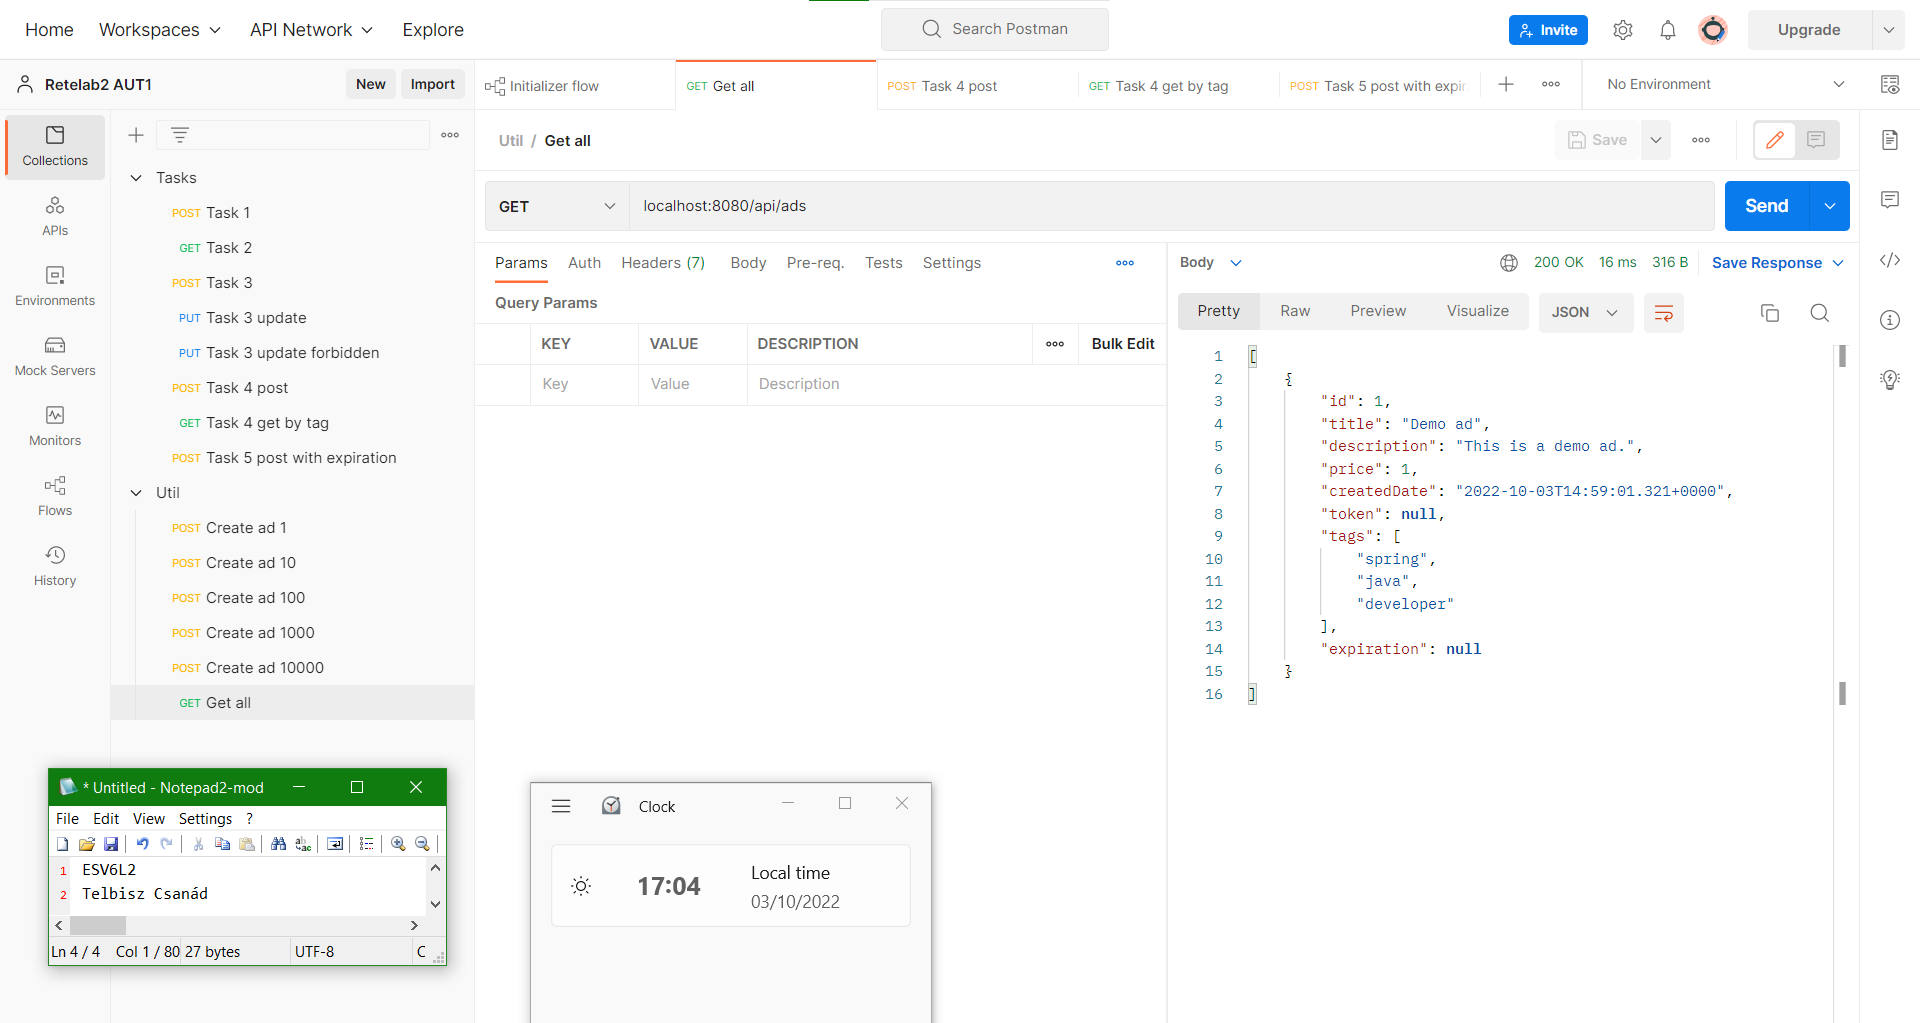 Home Workspaces API Network Explore Search Postman Invite Upgrade
Retelab2 AUT1 New Import
Initializer flow GET Get all POST Task 4 post GET Task 4 get by tag POST Task 5 post with expir No Environment
Collections
APIs
Environments
Mock Servers
Monitors
Flows
History
Tasks
POST Task 1
GET Task 2
POST Task 3
PUT Task 3 update
PUT Task 3 update forbidden
POST Task 4 post
GET Task 4 get by tag
POST Task 5 post with expiration
Util
POST Create ad 1
POST Create ad 10
POST Create ad 100
POST Create ad 1000
POST Create ad 10000
GET Get all
Util / Get all Save
GET localhost:8080/api/ads Send
Params Auth Headers (7) Body Pre-req. Tests Settings
Query Params
KEY VALUE DESCRIPTION Bulk Edit
Key Value Description
Body 200 OK 16 ms 316 B Save Response
Pretty Raw Preview Visualize JSON
1 [
2 {
3 "id": 1,
4 "title": "Demo ad",
5 "description": "This is a demo ad.",
6 "price": 1,
7 "createdDate": "2022-10-03T14:59:01.321+0000",
8 "token": null,
9 "tags": [
10 "spring",
11 "java",
12 "developer"
13 ],
14 "expiration": null
15 }
16 ]
* Untitled - Notepad2-mod
File Edit View Settings ?
1 ESV6L2
2 Telbisz Csanád
Ln 4 / 4 Col 1 / 80 27 bytes UTF-8 C
Clock
17:04
Local time
03/10/2022